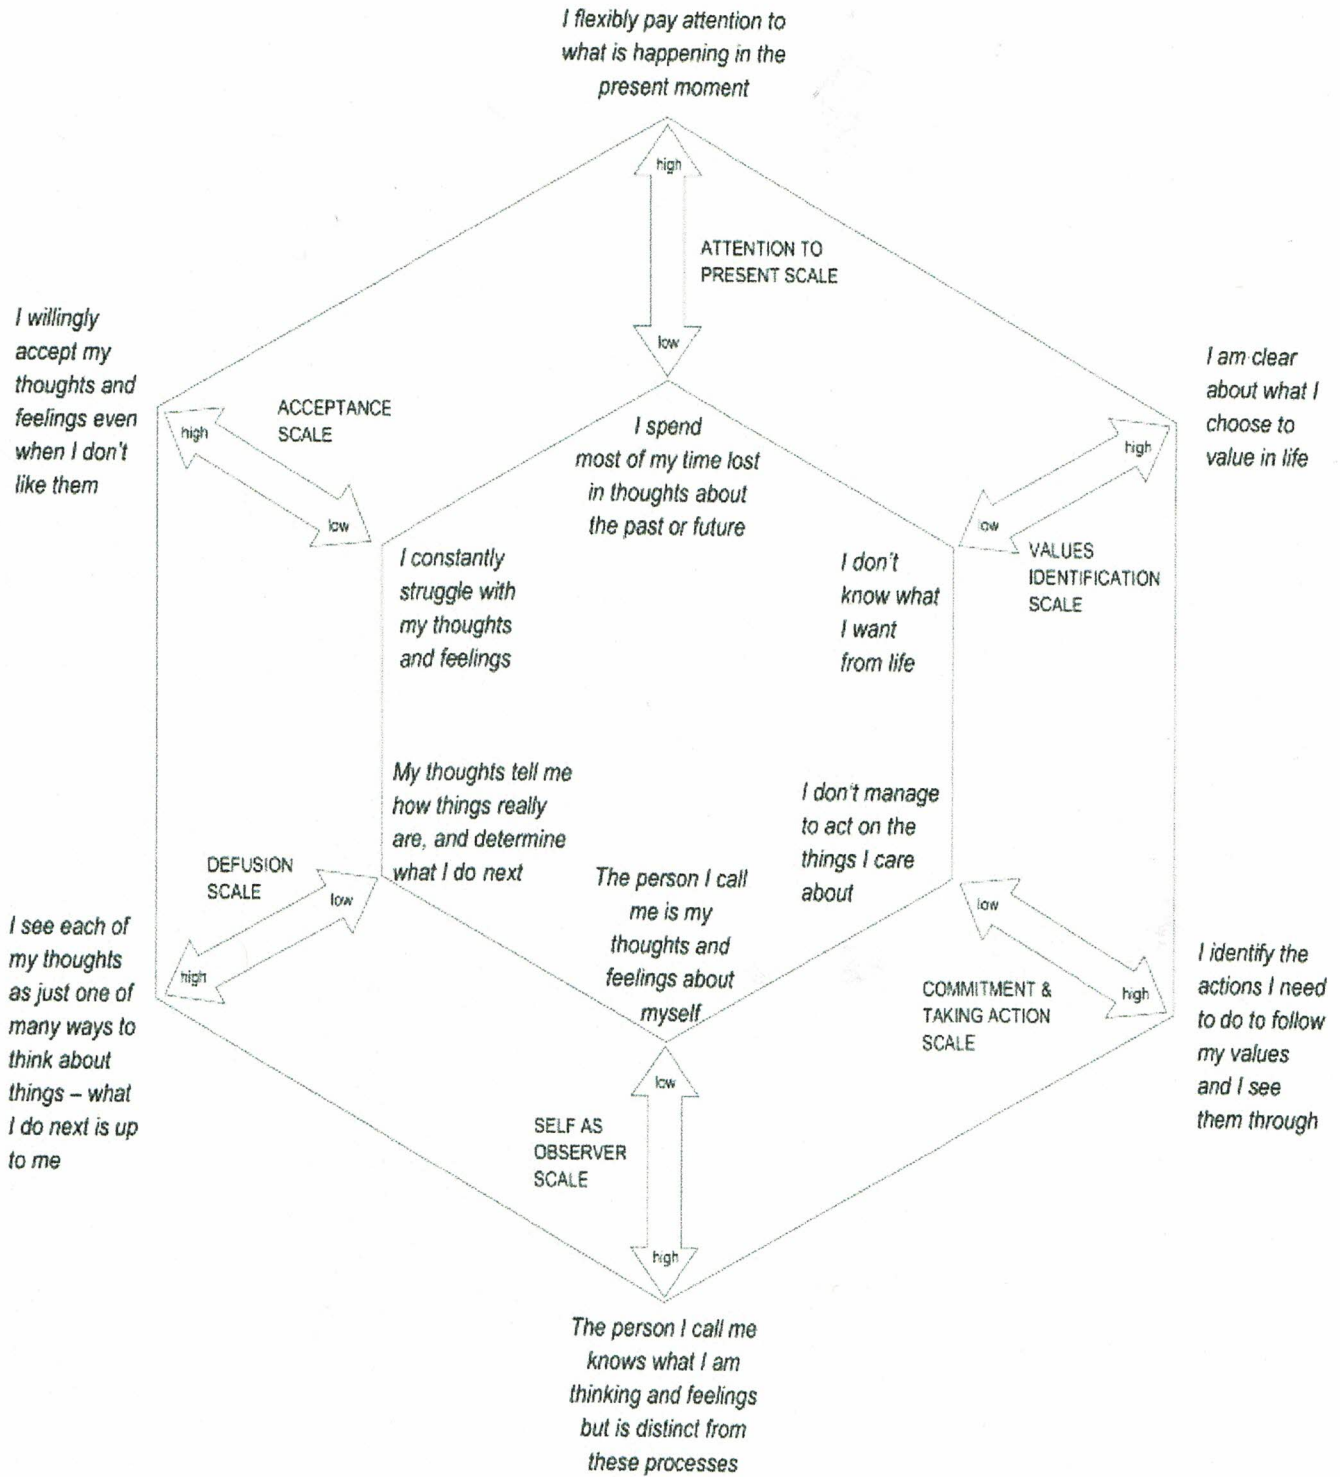 I flexibly pay attention to
what is happening in the
present moment
high
ATTENTION TO
PRESENT SCALE
low
I spend
most of my time lost
in thoughts about
the past or future
I willingly
accept my
thoughts and
feelings even
when I don't
like them
ACCEPTANCE
SCALE
high
low
I constantly
struggle with
my thoughts
and feelings
I am clear
about what I
choose to
value in life
high
low
VALUES
IDENTIFICATION
SCALE
I don't
know what
I want
from life
My thoughts tell me
how things really
are, and determine
what I do next
DEFUSION
SCALE
low
high
I see each of
my thoughts
as just one of
many ways to
think about
things – what
I do next is up
to me
I don't manage
to act on the
things I care
about
low
high
COMMITMENT &
TAKING ACTION
SCALE
I identify the
actions I need
to do to follow
my values
and I see
them through
The person I call
me is my
thoughts and
feelings about
myself
low
SELF AS
OBSERVER
SCALE
high
The person I call me
knows what I am
thinking and feelings
but is distinct from
these processes